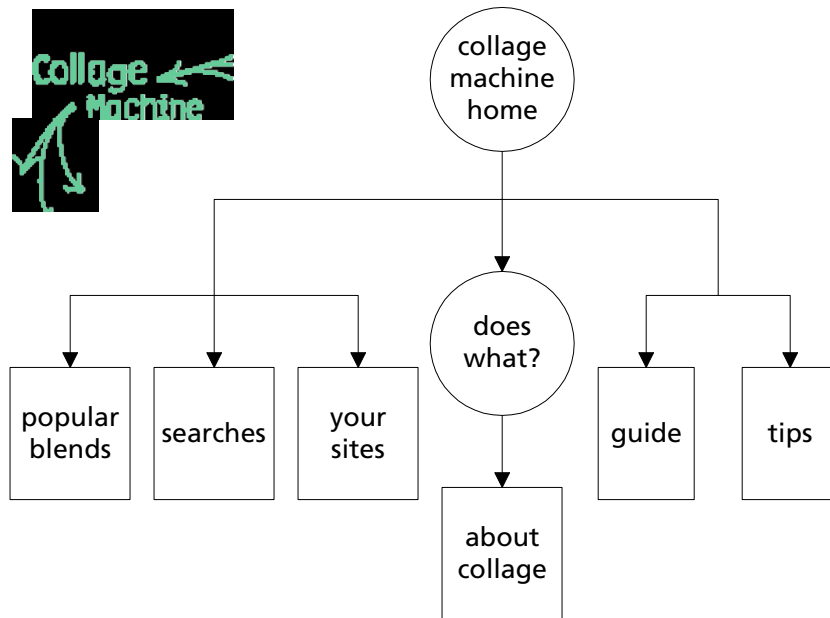 Collage
Machine
collage
machine
home
does
what?
popular
blends
searches
your
sites
guide
tips
about
collage